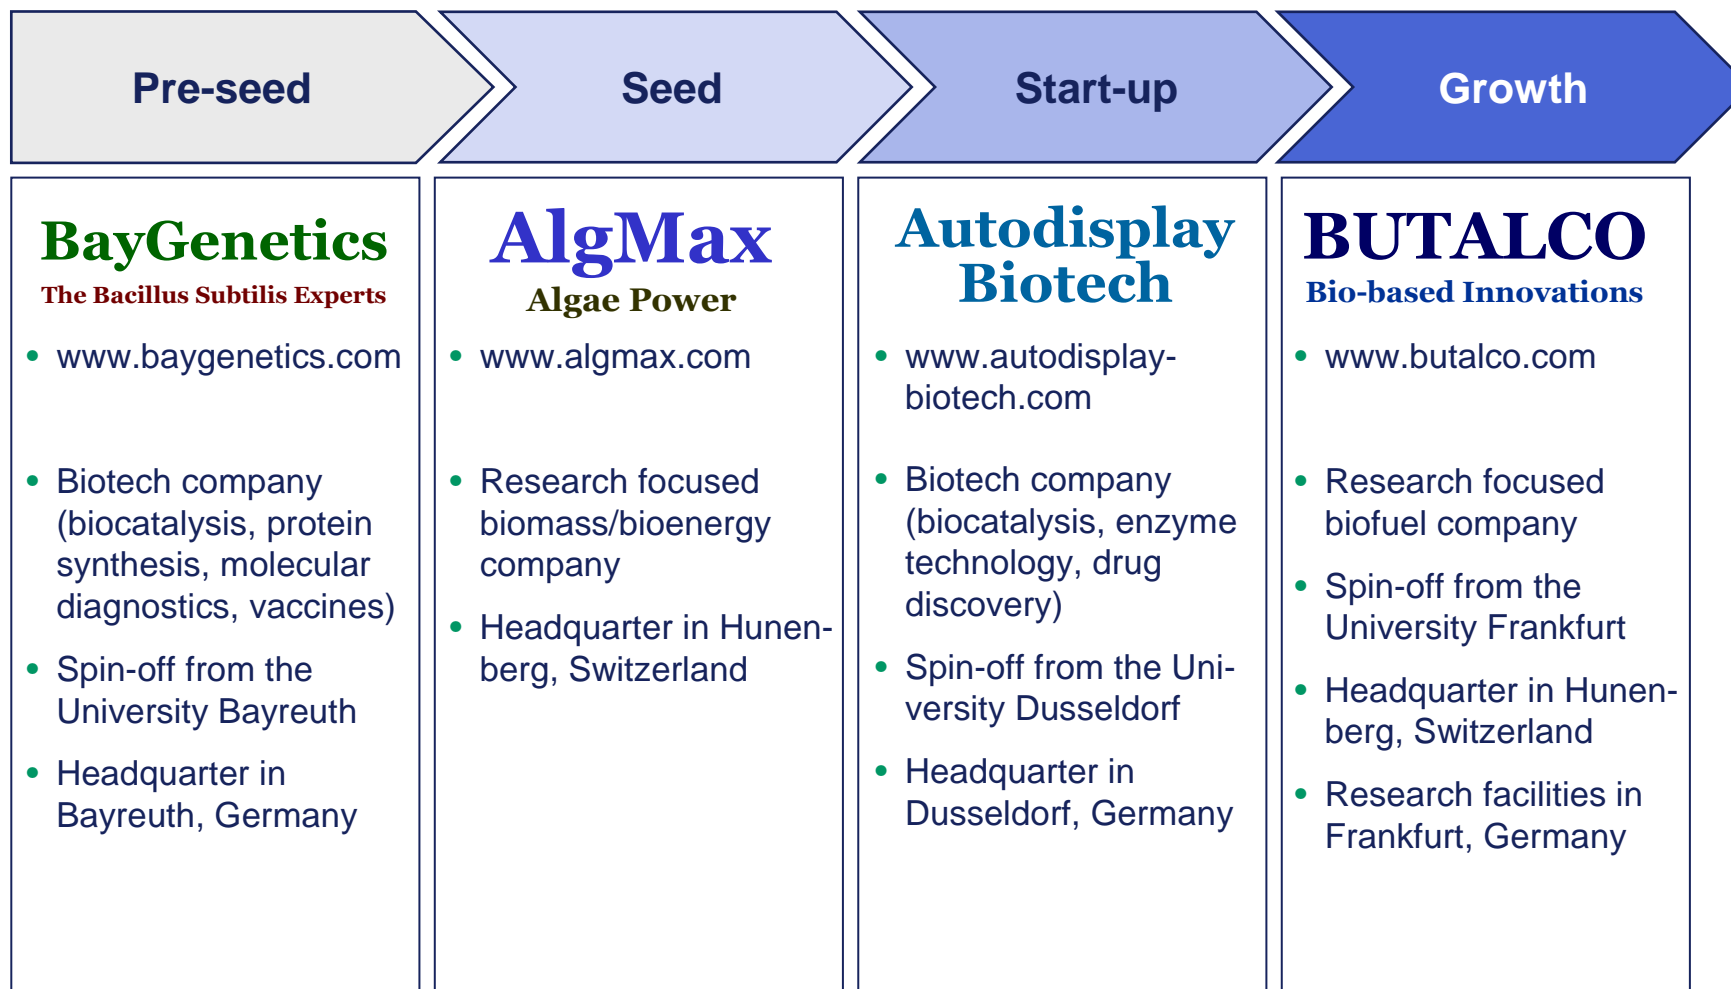 Pre-seed
Seed
Start-up
Growth
BayGenetics
The Bacillus Subtilis Experts
• www.baygenetics.com
• Biotech company
(biocatalysis, protein
synthesis, molecular
diagnostics, vaccines)
• Spin-off from the
University Bayreuth
• Headquarter in
Bayreuth, Germany
AlgMax
Algae Power
• www.algmax.com
• Research focused
biomass/bioenergy
company
• Headquarter in Hunen-
berg, Switzerland
Autodisplay
Biotech
• www.autodisplay-
biotech.com
• Biotech company
(biocatalysis, enzyme
technology, drug
discovery)
• Spin-off from the Uni-
versity Dusseldorf
• Headquarter in
Dusseldorf, Germany
BUTALCO
Bio-based Innovations
• www.butalco.com
• Research focused
biofuel company
• Spin-off from the
University Frankfurt
• Headquarter in Hunen-
berg, Switzerland
• Research facilities in
Frankfurt, Germany